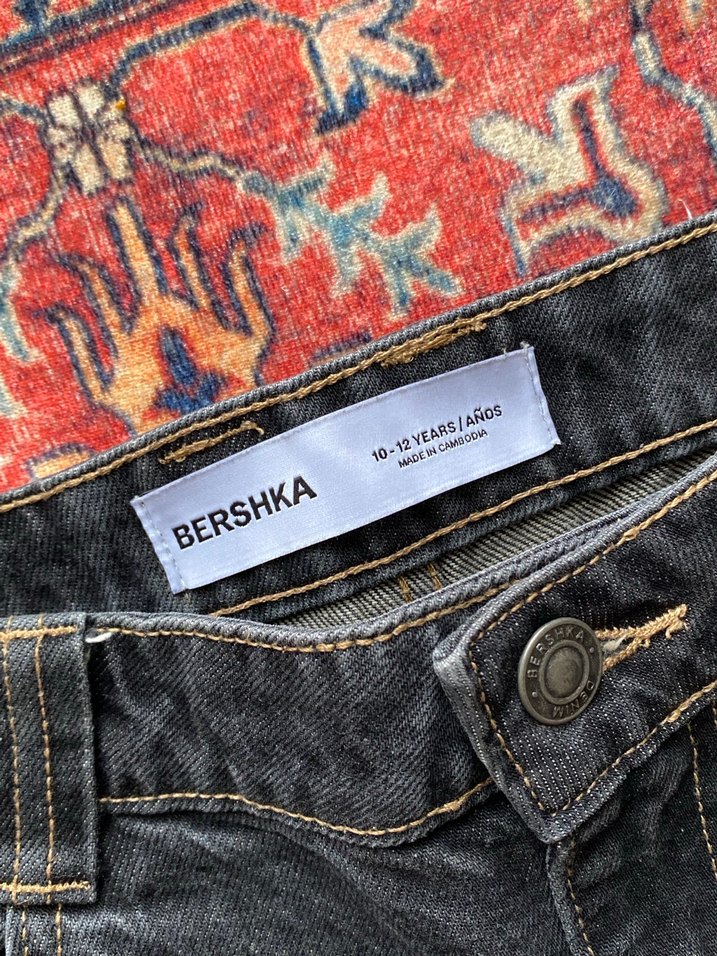 BERSHKA
10 - 12 YEARS / AÑOS
MADE IN CAMBODIA
BERSHKA
DENIM